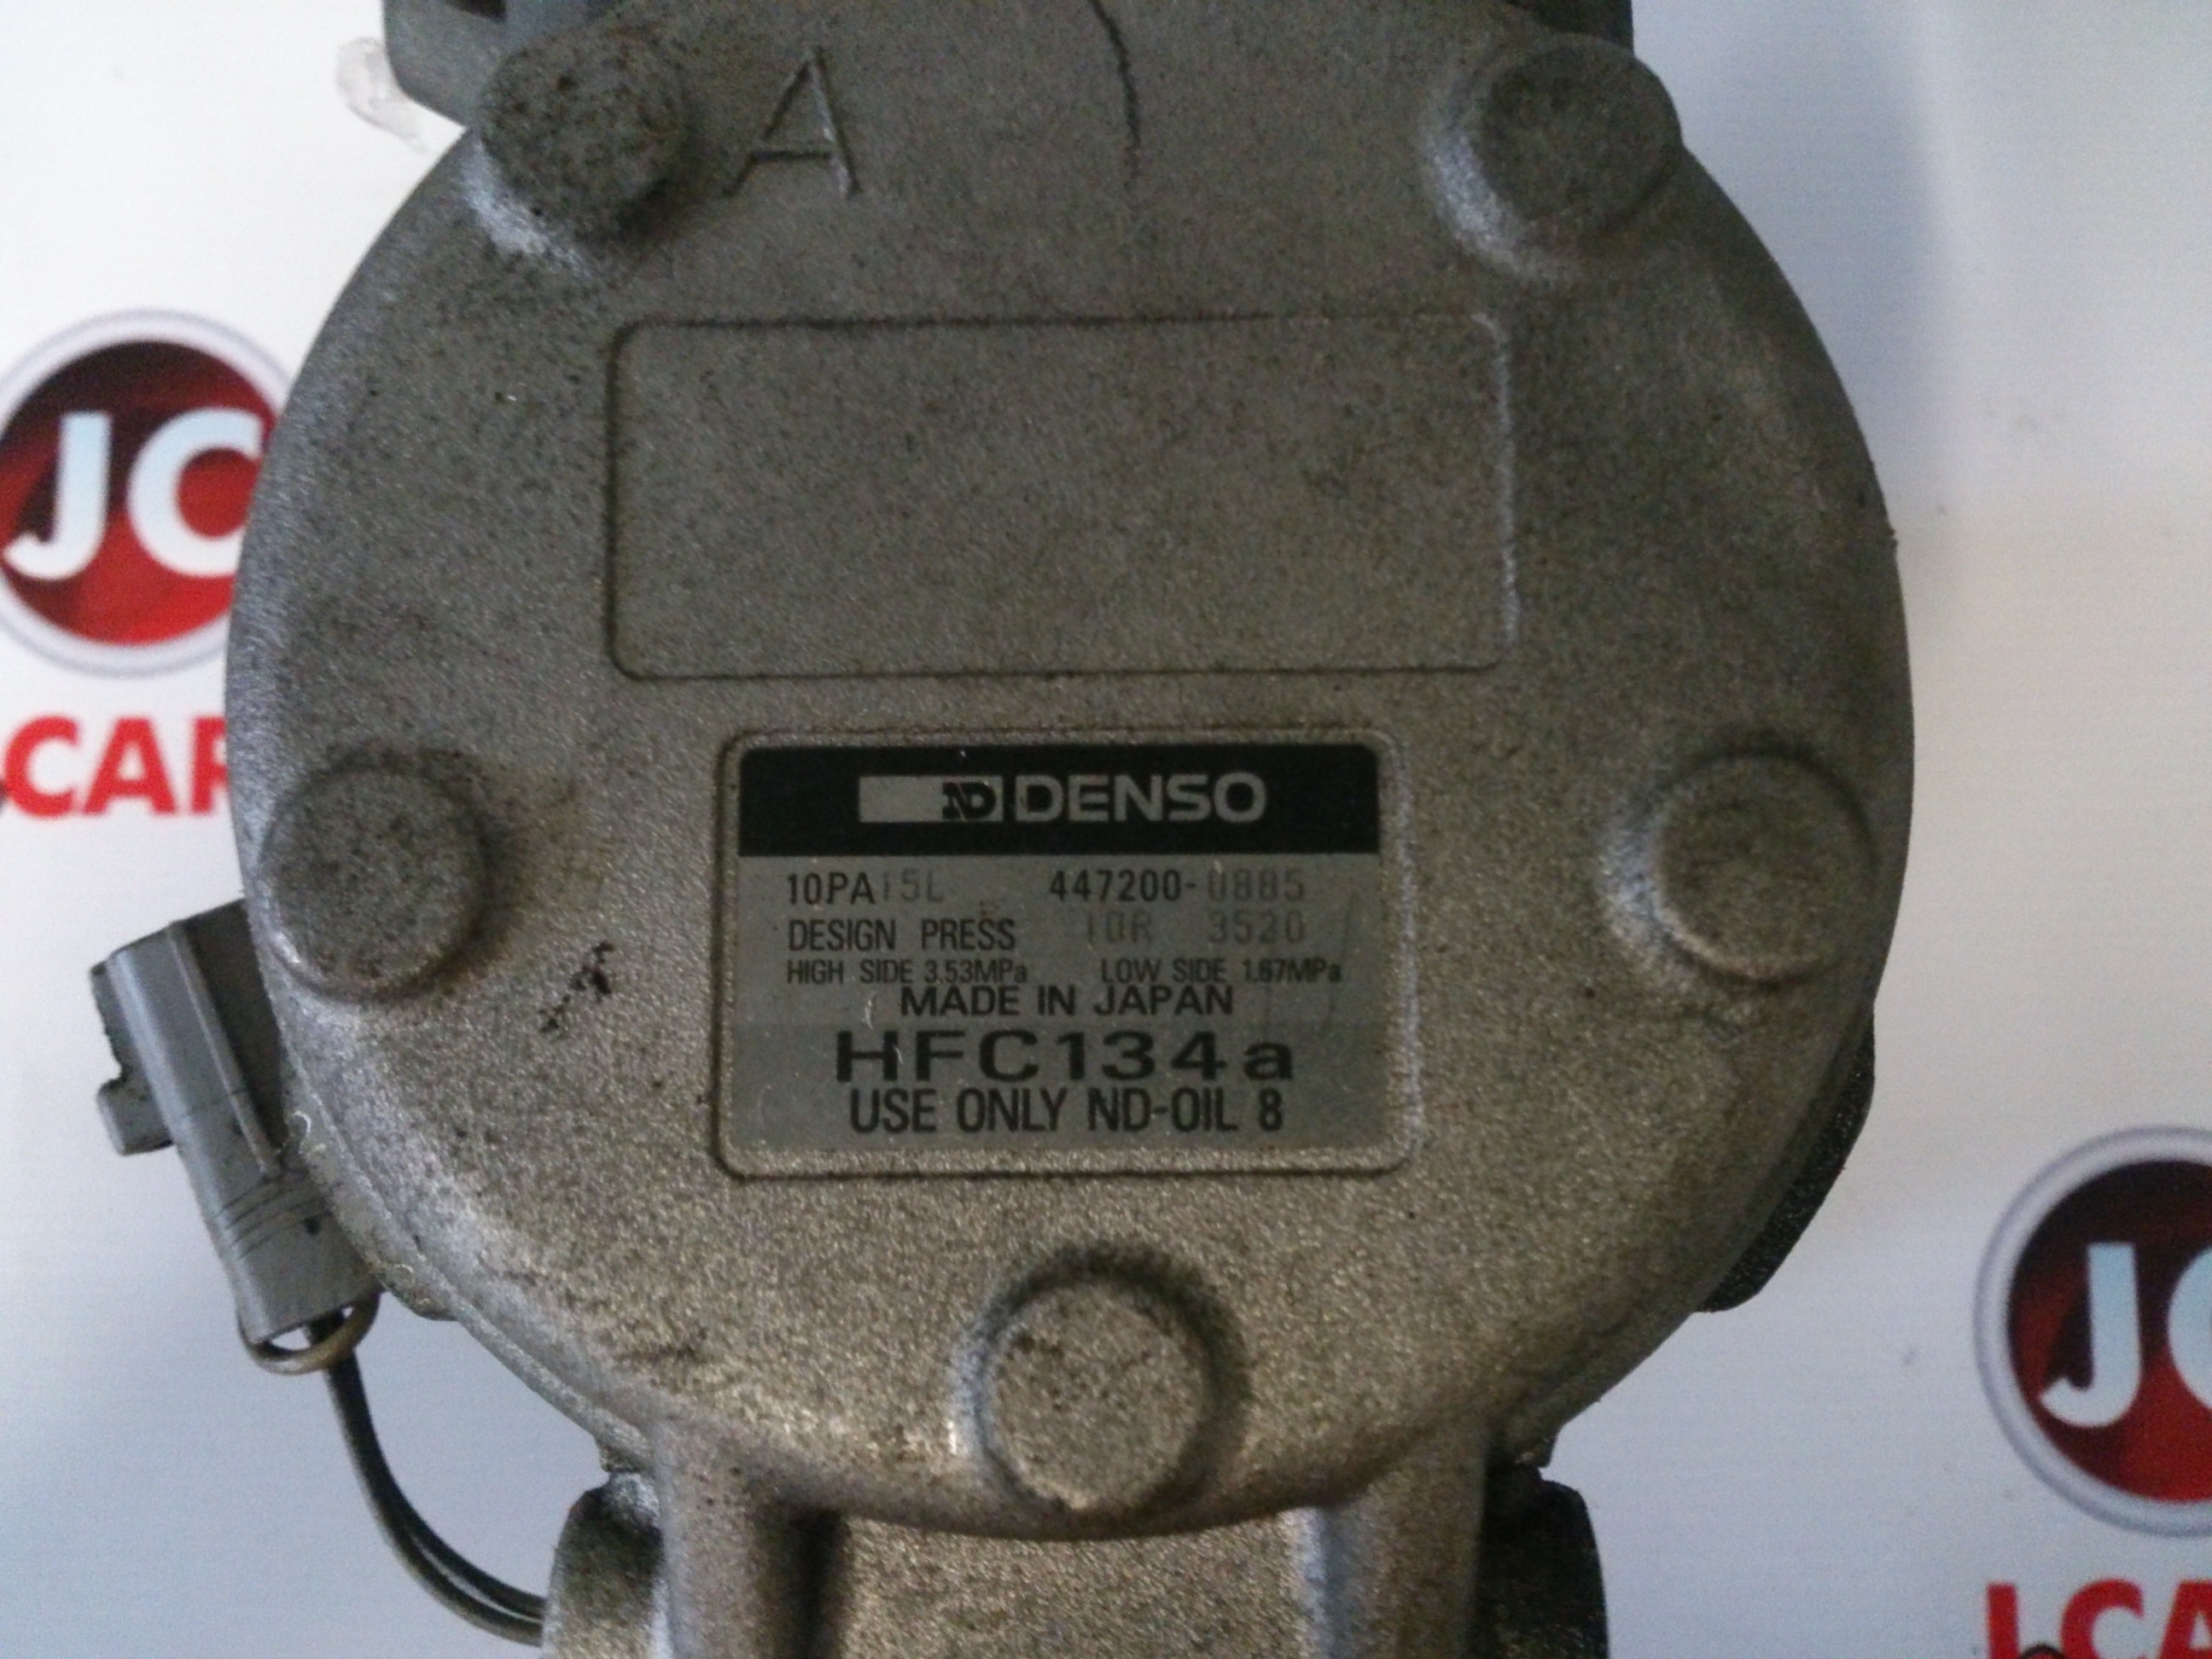 A
JC
CAR
ND DENSO
10PA15L 447200-0885
DESIGN PRESS 10R 3520
HIGH SIDE 3.53MPa LOW SIDE 1.67MPa
MADE IN JAPAN
HFC134a
USE ONLY ND-OIL 8
JC
J.CA